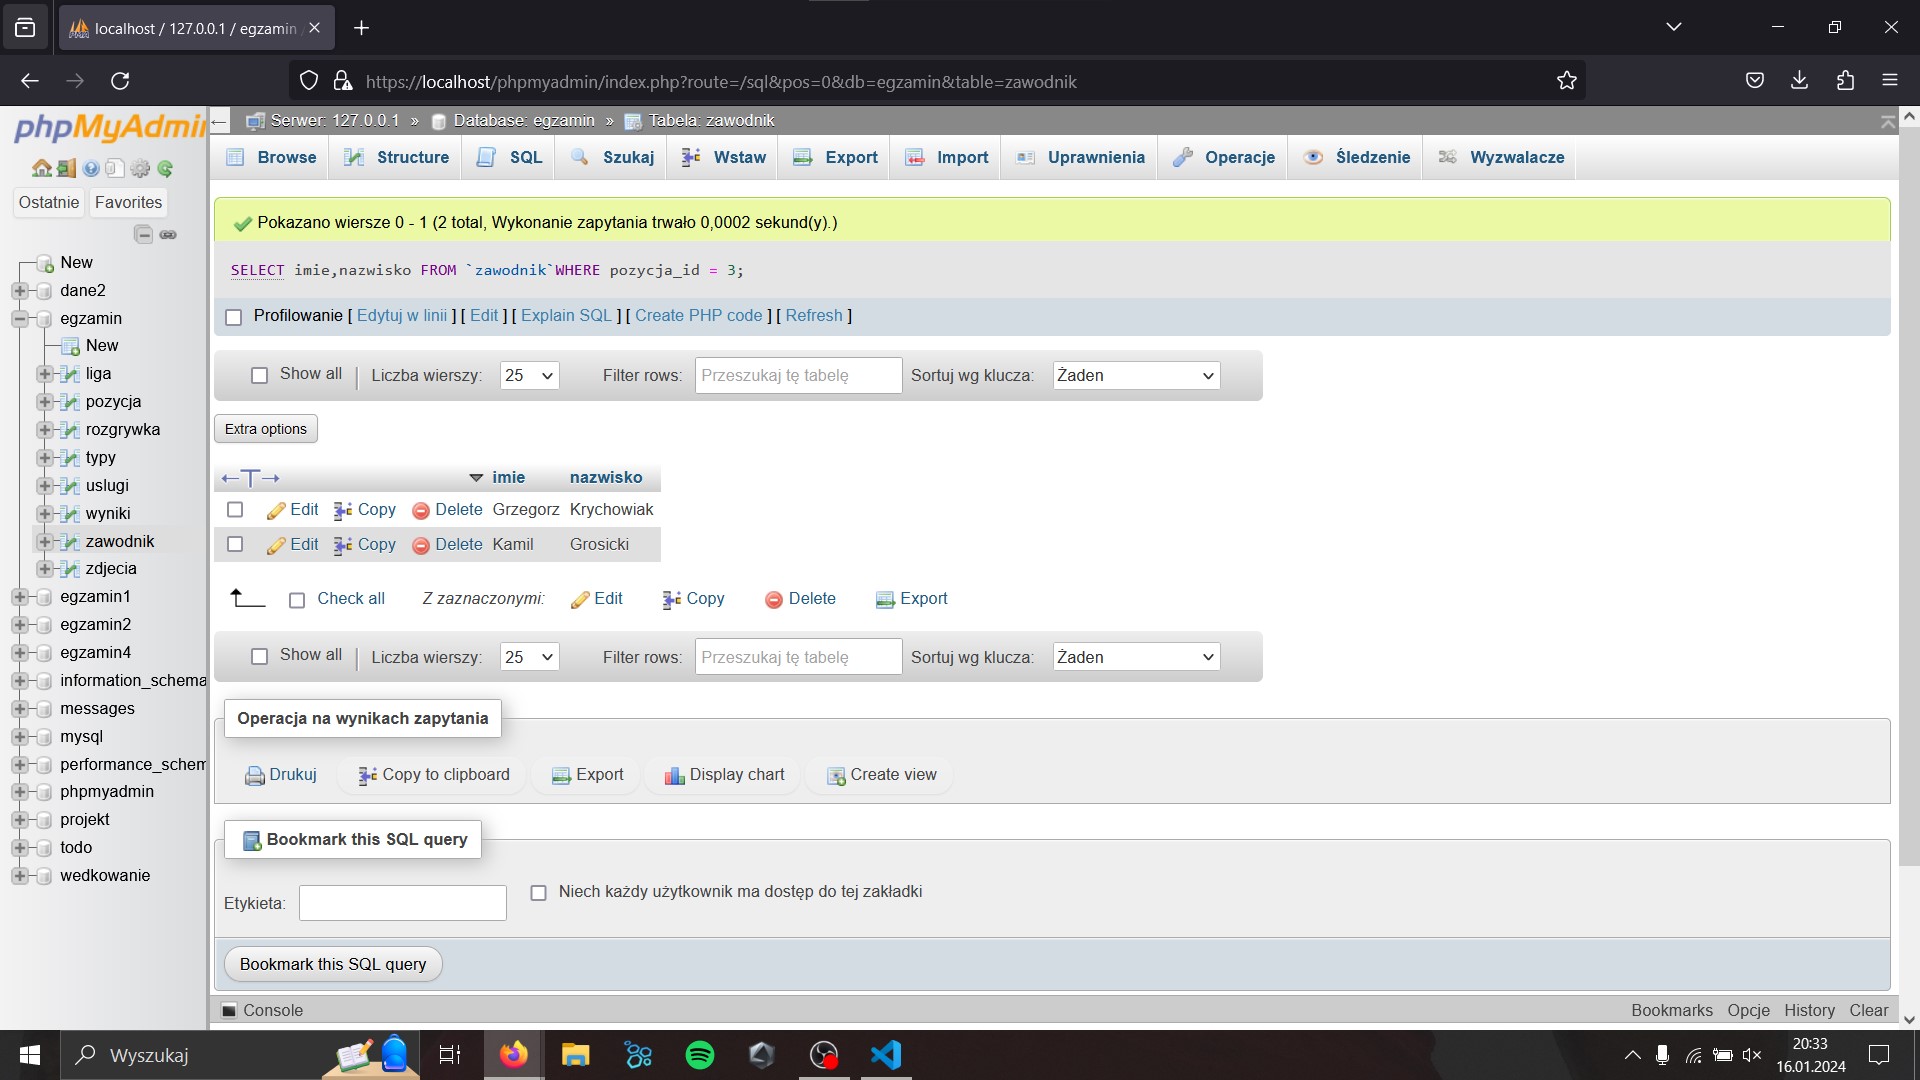 localhost / 127.0.0.1 / egzamin
https://localhost/phpmyadmin/index.php?route=/sql&pos=0&db=egzamin&table=zawodnik
phpMyAdmin
Ostatnie Favorites
New
dane2
egzamin
New
liga
pozycja
rozgrywka
typy
uslugi
wyniki
zawodnik
zdjecia
egzamin1
egzamin2
egzamin4
information_schema
messages
mysql
performance_schem
phpmyadmin
projekt
todo
wedkowanie
Serwer: 127.0.0.1 » Database: egzamin » Tabela: zawodnik
Browse Structure SQL Szukaj Wstaw Export Import Uprawnienia Operacje Śledzenie Wyzwalacze
Pokazano wiersze 0 - 1 (2 total, Wykonanie zapytania trwało 0,0002 sekund(y).)
SELECT imie,nazwisko FROM `zawodnik`WHERE pozycja_id = 3;
Profilowanie [ Edytuj w linii ] [ Edit ] [ Explain SQL ] [ Create PHP code ] [ Refresh ]
Show all | Liczba wierszy: 25 Filter rows: Przeszukaj tę tabelę Sortuj wg klucza: Żaden
Extra options
←T→ imie nazwisko
Edit Copy Delete Grzegorz Krychowiak
Edit Copy Delete Kamil Grosicki
Check all Z zaznaczonymi: Edit Copy Delete Export
Show all | Liczba wierszy: 25 Filter rows: Przeszukaj tę tabelę Sortuj wg klucza: Żaden
Operacja na wynikach zapytania
Drukuj Copy to clipboard Export Display chart Create view
Bookmark this SQL query
Etykieta: Niech każdy użytkownik ma dostęp do tej zakładki
Bookmark this SQL query
Console Bookmarks Opcje History Clear
Wyszukaj
20:33
16.01.2024